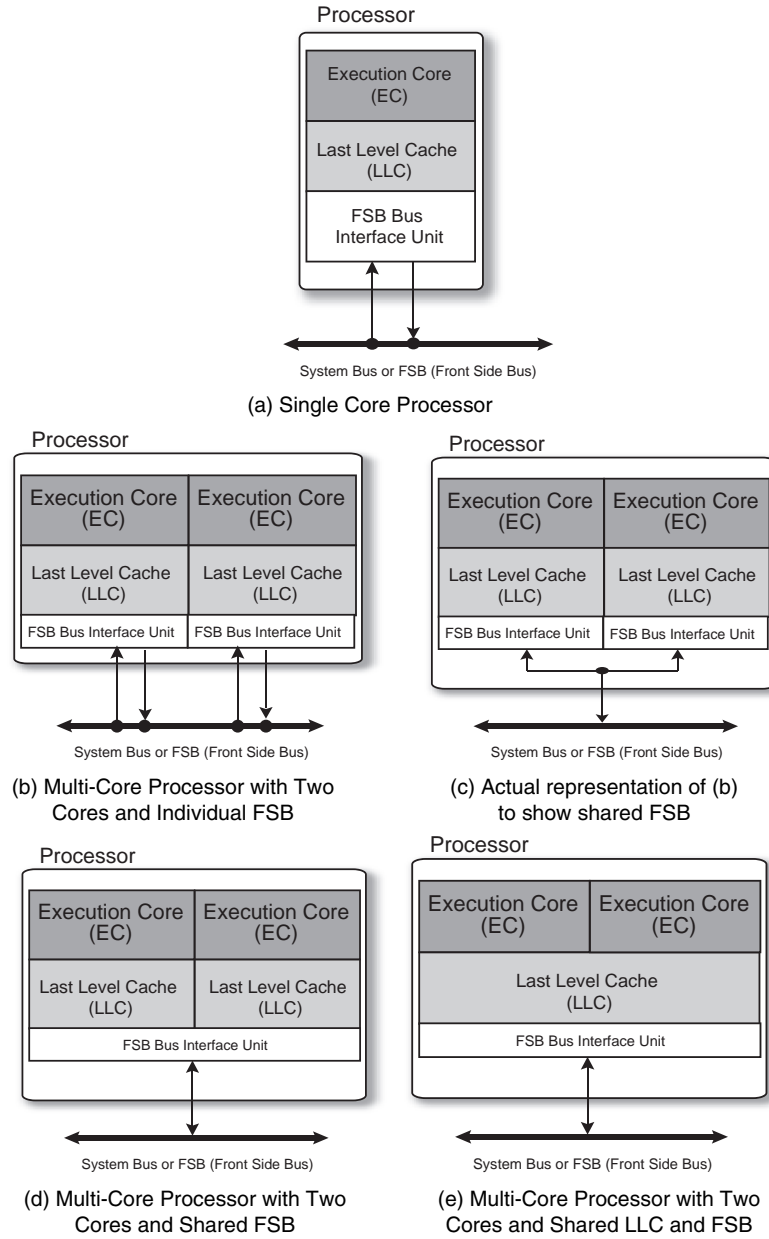 Processor
Execution Core
(EC)
Last Level Cache
(LLC)
FSB Bus
Interface Unit
System Bus or FSB (Front Side Bus)
(a) Single Core Processor
Processor
Execution Core
(EC)
Execution Core
(EC)
Last Level Cache
(LLC)
Last Level Cache
(LLC)
FSB Bus Interface Unit
FSB Bus Interface Unit
System Bus or FSB (Front Side Bus)
(b) Multi-Core Processor with Two
Cores and Individual FSB
Processor
Execution Core
(EC)
Execution Core
(EC)
Last Level Cache
(LLC)
Last Level Cache
(LLC)
FSB Bus Interface Unit
FSB Bus Interface Unit
System Bus or FSB (Front Side Bus)
(c) Actual representation of (b)
to show shared FSB
Processor
Execution Core
(EC)
Execution Core
(EC)
Last Level Cache
(LLC)
Last Level Cache
(LLC)
FSB Bus Interface Unit
System Bus or FSB (Front Side Bus)
(d) Multi-Core Processor with Two
Cores and Shared FSB
Processor
Execution Core
(EC)
Execution Core
(EC)
Last Level Cache
(LLC)
FSB Bus Interface Unit
System Bus or FSB (Front Side Bus)
(e) Multi-Core Processor with Two
Cores and Shared LLC and FSB